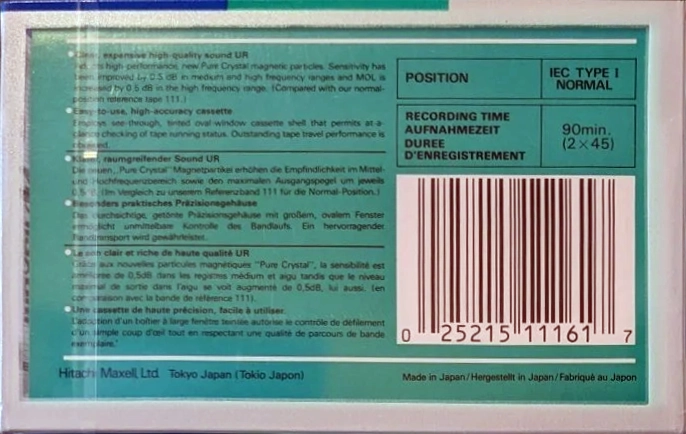 Clear, expansive high quality sound UR
high performance, new Pure Crystal magnetic particles. Sensitivity has
been improved by 0.5 dB in medium and high frequency ranges and MOL is
increased by 0.5 dB in the high frequency range. (Compared with our normal-
position reference tape 111.)
Easy-to-use, high-accuracy cassette
Employs see-through, tinted oval window cassette shell that permits at-a-
glance checking of tape running status. Outstanding tape travel performance is
Klarer, raumgreifender Sound UR
Die neuen „Pure Crystal" Magnetpartikel erhöhen die Empfindlichkeit im Mittel-
und Hochfrequenzbereich sowie den maximalen Ausgangspegel um jeweils
0,5 dB. (Im Vergleich zu unserem Referenzband 111 für die Normal-Position.)
Besonders praktisches Präzisionsgehäuse
Das durchsichtige, getönte Präzisionsgehäuse mit großem, ovalem Fenster
ermöglicht unmittelbare Kontrolle des Bandlaufs. Ein hervorragender
Bandtransport wird gewährleistet.
Le son clair et riche de haute qualité UR
Grâce aux nouvelles particules magnétiques "Pure Crystal", la sensibilité est
améliorée de 0,5dB dans les registres médium et aigu tandis que le niveau
maximal de sortie dans l'aigu se voit augmenté de 0,5dB, lui aussi. (en
comparaison avec la bande de référence 111).
Une cassette de haute précision, facile à utiliser
L'adoption d'un boîtier à large fenêtre teintée autorise le contrôle de défilement
d'un simple coup d'œil tout en respectant une qualité de parcours de bande
exemplaire.
POSITION
IEC TYPE I
NORMAL
RECORDING TIME
AUFNAHMEZEIT
DUREE
D'ENREGISTREMENT
90min.
(2×45)
0 25215 11161 7
Hitachi Maxell, Ltd. Tokyo Japan (Tokio Japon)
Made in Japan/Hergestellt in Japan/Fabriqué au Japon